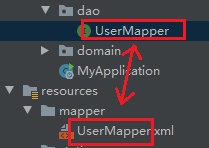 dao
UserMapper
domain
MyApplication
resources
mapper
UserMapper.xml